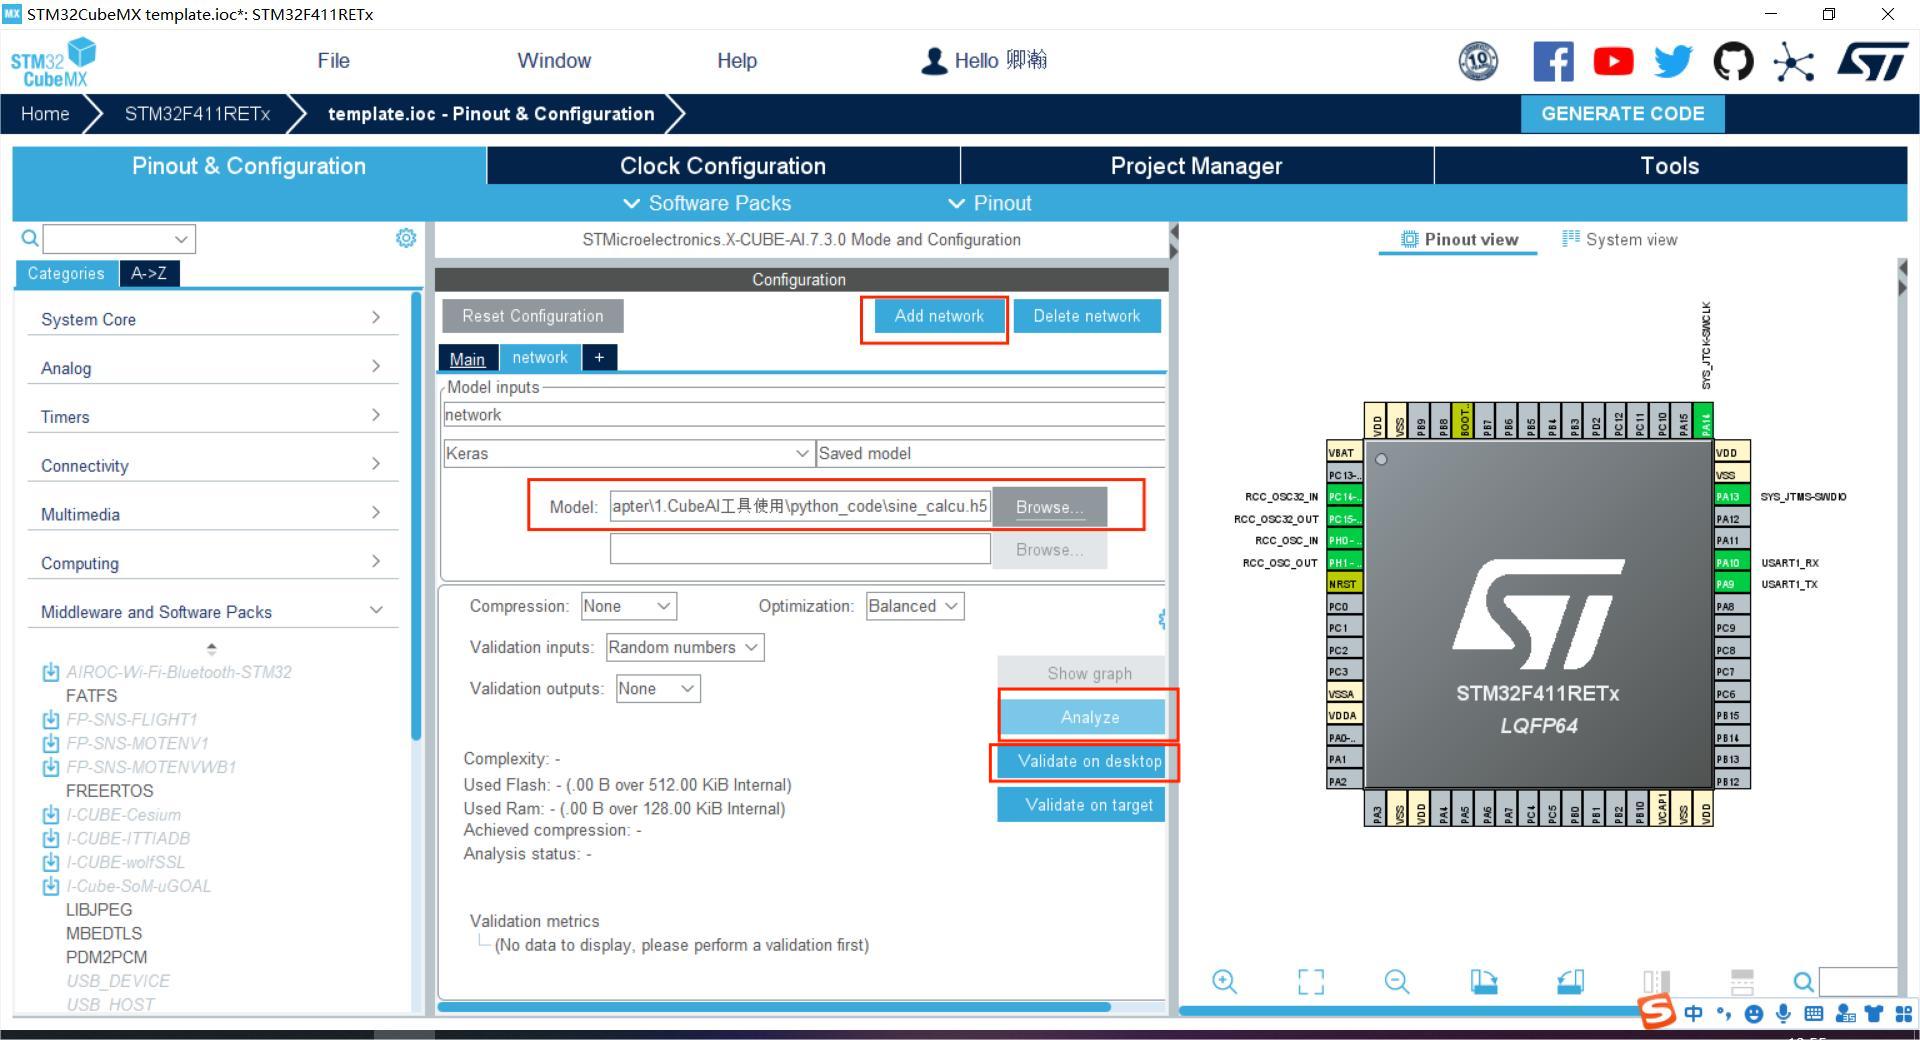 STM32CubeMX template.ioc*: STM32F411RETx
STM32 CubeMX
File
Window
Help
Hello 卿瀚
Home
STM32F411RETx
template.ioc - Pinout & Configuration
GENERATE CODE
Pinout & Configuration
Clock Configuration
Project Manager
Tools
Software Packs
Pinout
Categories
A->Z
System Core
Analog
Timers
Connectivity
Multimedia
Computing
Middleware and Software Packs
AIROC-Wi-Fi-Bluetooth-STM32
FATFS
FP-SNS-FLIGHT1
FP-SNS-MOTENV1
FP-SNS-MOTENVWB1
FREERTOS
I-CUBE-Cesium
I-CUBE-ITTIADB
I-CUBE-wolfSSL
I-Cube-SoM-uGOAL
LIBJPEG
MBEDTLS
PDM2PCM
USB_DEVICE
USB HOST
STMicroelectronics.X-CUBE-AI.7.3.0 Mode and Configuration
Configuration
Reset Configuration
Add network
Delete network
Main
network
+
Model inputs
network
Keras
Saved model
Model: apter\1.CubeAI工具使用\python_code\sine_calcu.h5 Browse...
Browse...
Compression: None
Optimization: Balanced
Validation inputs: Random numbers
Validation outputs: None
Show graph
Analyze
Validate on desktop
Validate on target
Complexity: -
Used Flash: - (.00 B over 512.00 KiB Internal)
Used Ram: - (.00 B over 128.00 KiB Internal)
Achieved compression: -
Analysis status: -
Validation metrics
(No data to display, please perform a validation first)
Pinout view
System view
SYS_JTCK-SWCLK
VDD VSS PB9 PB8 BOOT.. PB7 PB6 PB5 PB4 PB3 PD2 PC12 PC11 PC10 PA15 PA14
VBAT
PC13-..
RCC_OSC32_IN PC14-..
RCC_OSC32_OUT PC15-..
RCC_OSC_IN PH0-..
RCC_OSC_OUT PH1-..
NRST
PC0
PC1
PC2
PC3
VSSA
VDDA
PA0-..
PA1
PA2
STM32F411RETx
LQFP64
VDD
VSS
PA13 SYS_JTMS-SWDIO
PA12
PA11
PA10 USART1_RX
PA9 USART1_TX
PA8
PC9
PC8
PC7
PC6
PB15
PB14
PB13
PB12
PA3 VSS VDD PA4 PA5 PA6 PA7 PC4 PC5 PB0 PB1 PB2 PB10 VCAP1 VSS VDD
中